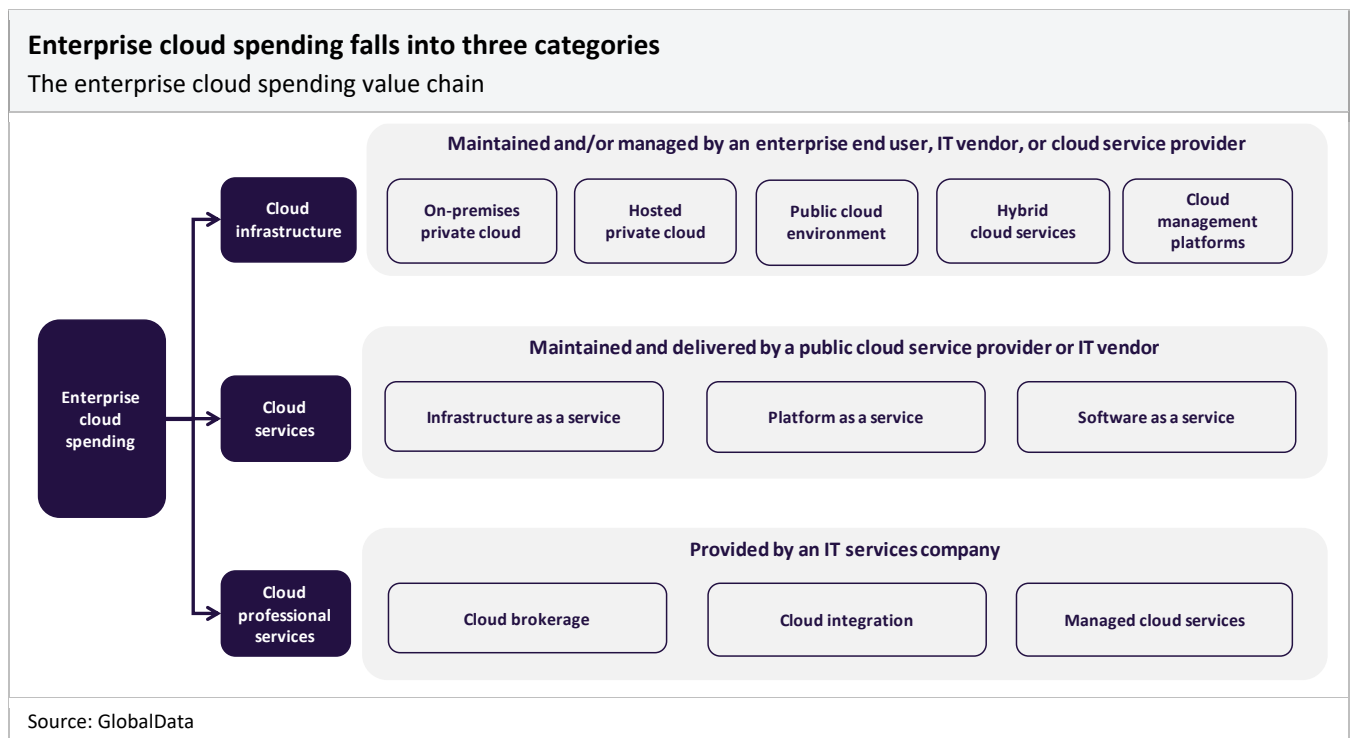 Enterprise cloud spending falls into three categories
The enterprise cloud spending value chain
Maintained and/or managed by an enterprise end user, IT vendor, or cloud service provider
Cloud
infrastructure
On-premises
private cloud
Hosted
private cloud
Public cloud
environment
Hybrid
cloud services
Cloud
management
platforms
Enterprise
cloud
spending
Maintained and delivered by a public cloud service provider or IT vendor
Cloud
services
Infrastructure as a service
Platform as a service
Software as a service
Provided by an IT services company
Cloud
professional
services
Cloud brokerage
Cloud integration
Managed cloud services
Source: GlobalData